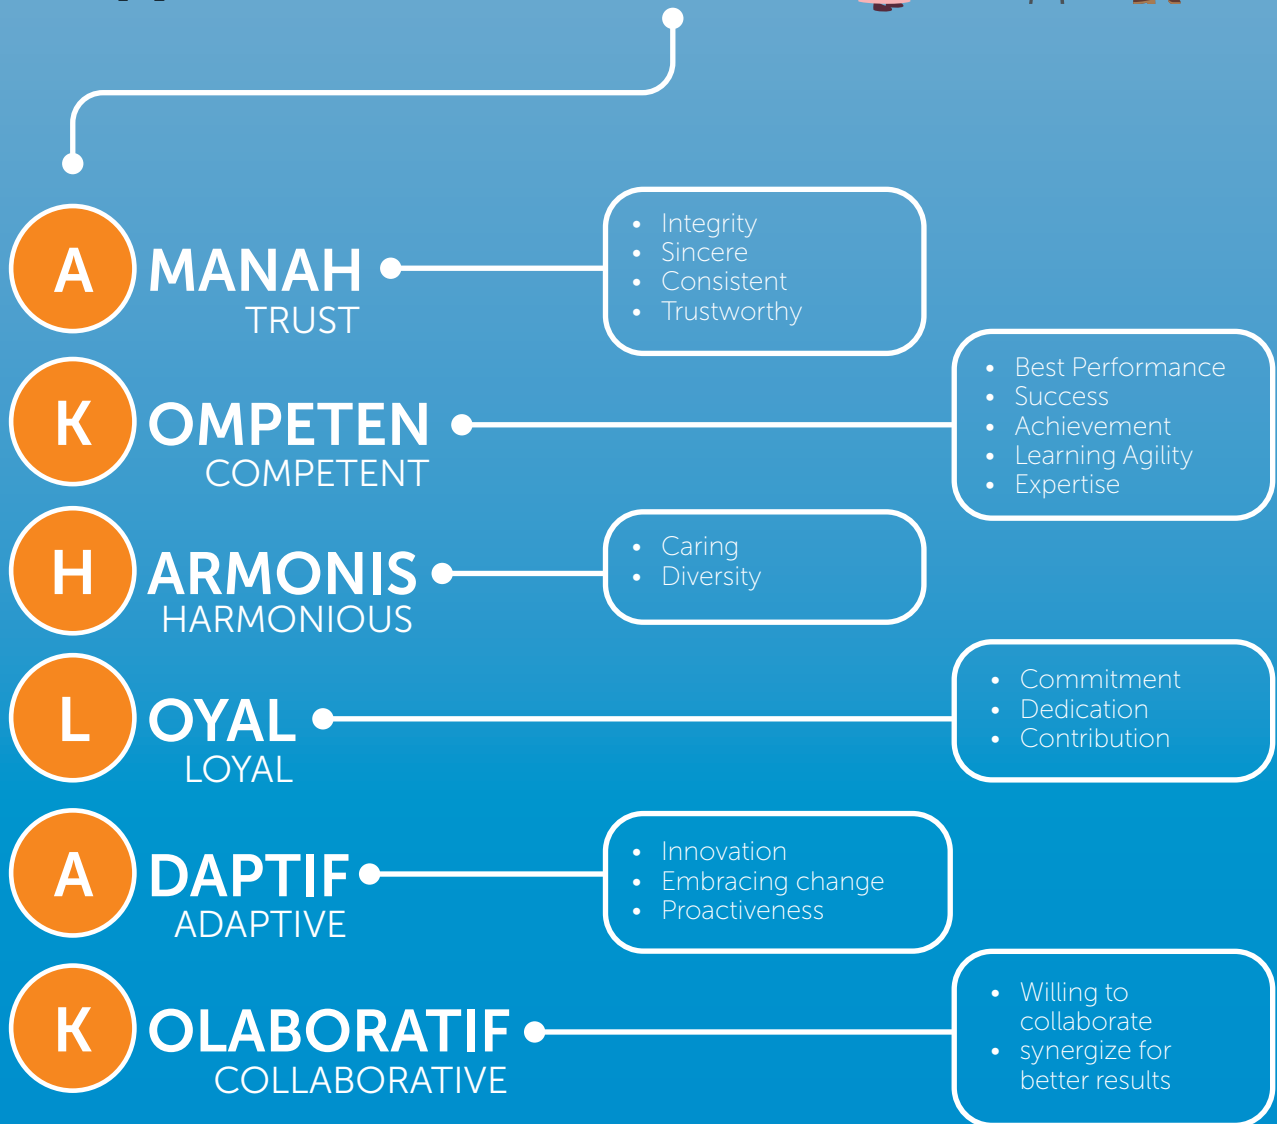 A MANAH
TRUST
• Integrity
• Sincere
• Consistent
• Trustworthy
K OMPETEN
COMPETENT
• Best Performance
• Success
• Achievement
• Learning Agility
• Expertise
H ARMONIS
HARMONIOUS
• Caring
• Diversity
L OYAL
LOYAL
• Commitment
• Dedication
• Contribution
A DAPTIF
ADAPTIVE
• Innovation
• Embracing change
• Proactiveness
K OLABORATIF
COLLABORATIVE
• Willing to
collaborate
• synergize for
better results